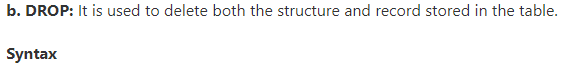 b. DROP: It is used to delete both the structure and record stored in the table.
Syntax